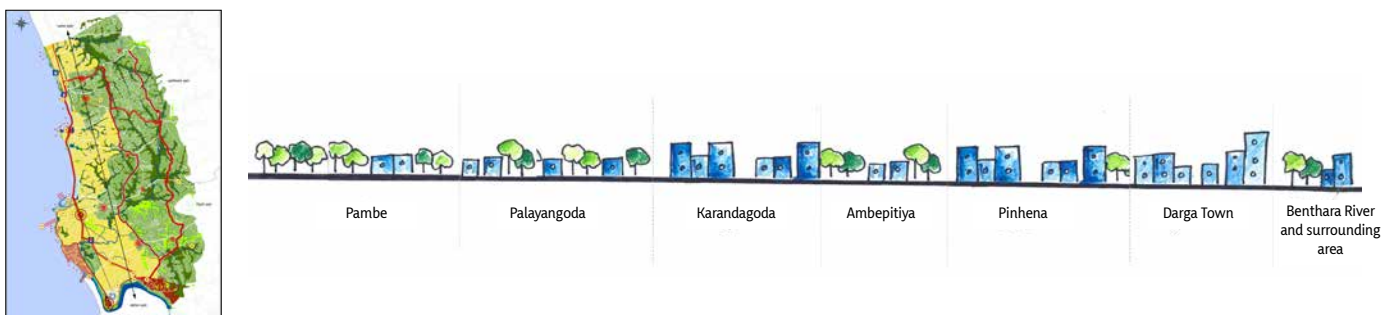 Pambe
Palayangoda
Karandagoda
Ambepitiya
Pinhena
Darga Town
Benthara River
and surrounding
area